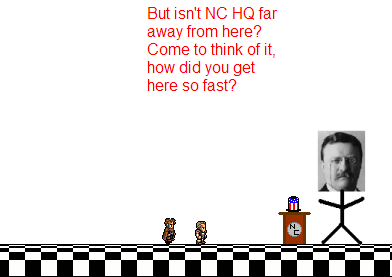 But isn't NC HQ far
away from here?
Come to think of it,
how did you get
here so fast?
NC